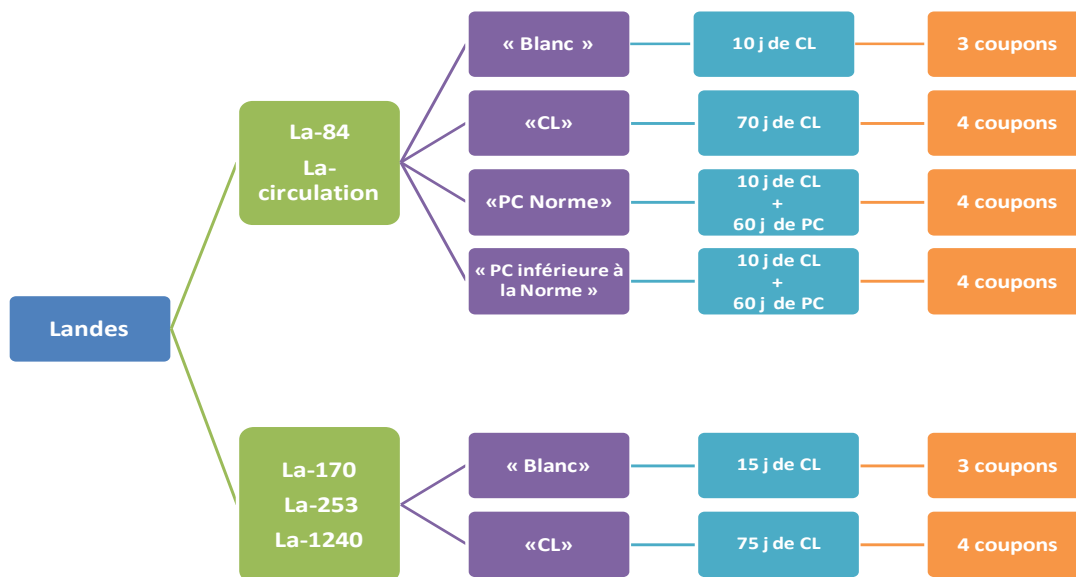 Landes
La-84
La-
circulation
« Blanc »
10 j de CL
3 coupons
«CL»
70 j de CL
4 coupons
«PC Norme»
10 j de CL
+
60 j de PC
4 coupons
« PC inférieure à
la Norme »
10 j de CL
+
60 j de PC
4 coupons
La-170
La-253
La-1240
« Blanc»
15 j de CL
3 coupons
«CL»
75 j de CL
4 coupons